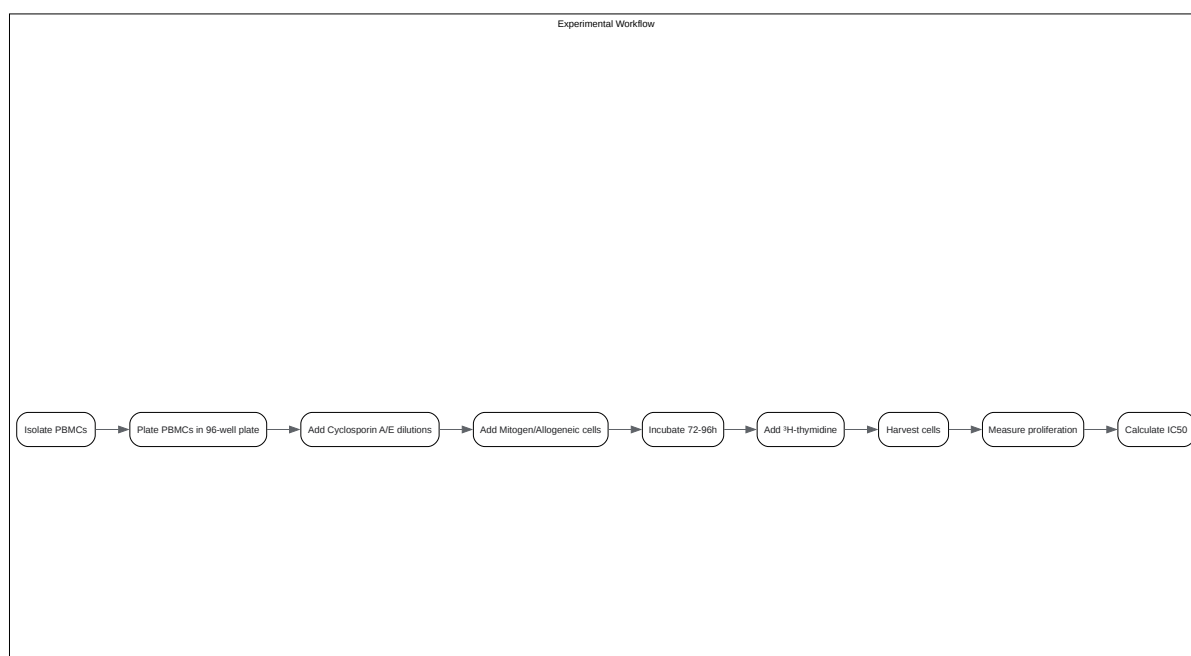 Experimental Workflow
Isolate PBMCs
Plate PBMCs in 96-well plate
Add Cyclosporin A/E dilutions
Add Mitogen/Allogeneic cells
Incubate 72-96h
Add ³H-thymidine
Harvest cells
Measure proliferation
Calculate IC50